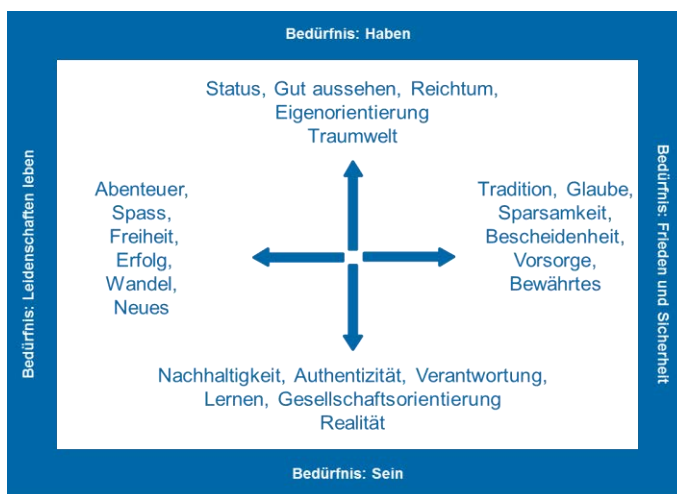 Bedürfnis: Haben
Status, Gut aussehen, Reichtum,
Eigenorientierung
Traumwelt
Bedürfnis: Leidenschaften leben
Abenteuer,
Spass,
Freiheit,
Erfolg,
Wandel,
Neues
Tradition, Glaube,
Sparsamkeit,
Bescheidenheit,
Vorsorge,
Bewährtes
Bedürfnis: Frieden und Sicherheit
Nachhaltigkeit, Authentizität, Verantwortung,
Lernen, Gesellschaftsorientierung
Realität
Bedürfnis: Sein